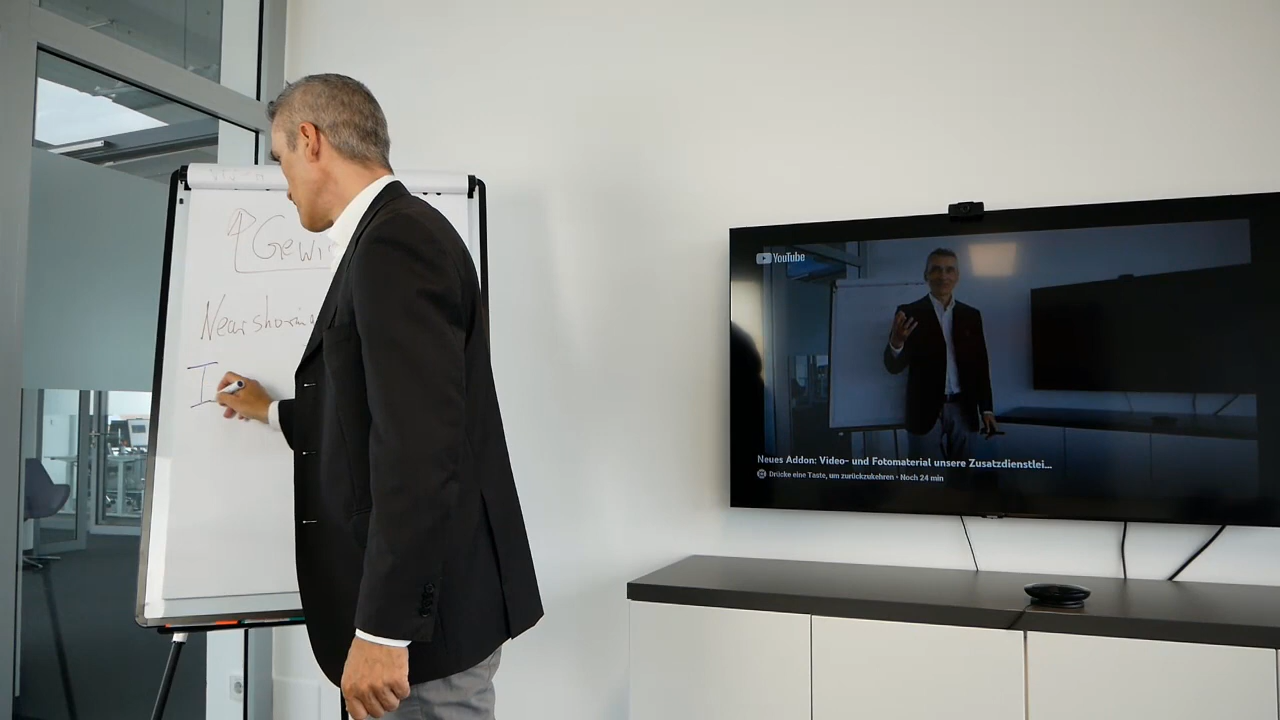 Gewi
Nearshorin
I
YouTube
Neues Addon: Video- und Fotomaterial unsere Zusatzdienstlei...
Drücke eine Taste, um zurückzukehren • Noch 24 min